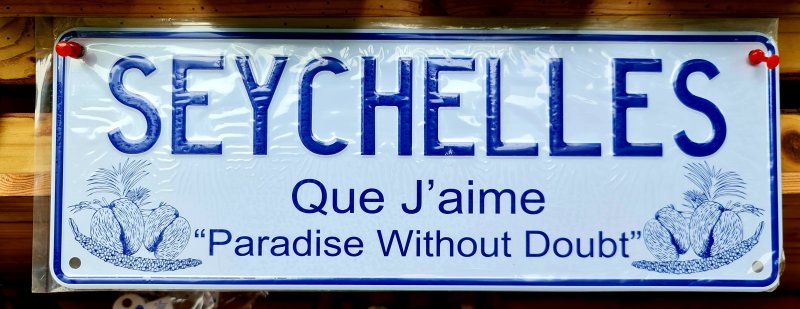 SEYCHELLES
Que J’aime
“Paradise Without Doubt”